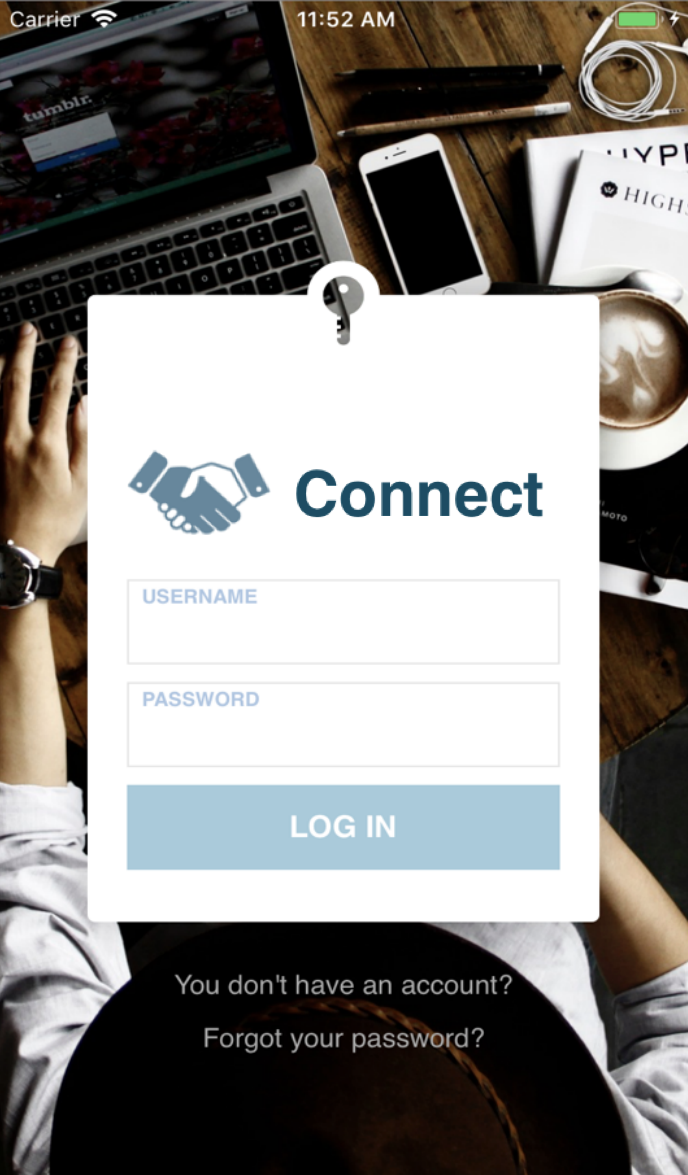 Carrier 11:52 AM
tumblr.
HYPE
HIGHS
Connect
USERNAME
PASSWORD
LOG IN
You don't have an account?
Forgot your password?